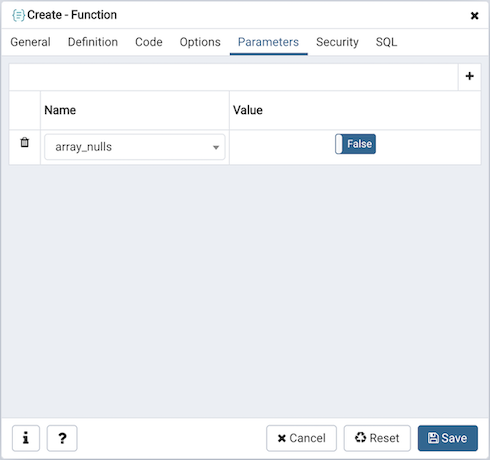 Create - Function
General Definition Code Options Parameters Security SQL
Name Value
array_nulls False
Cancel Reset Save